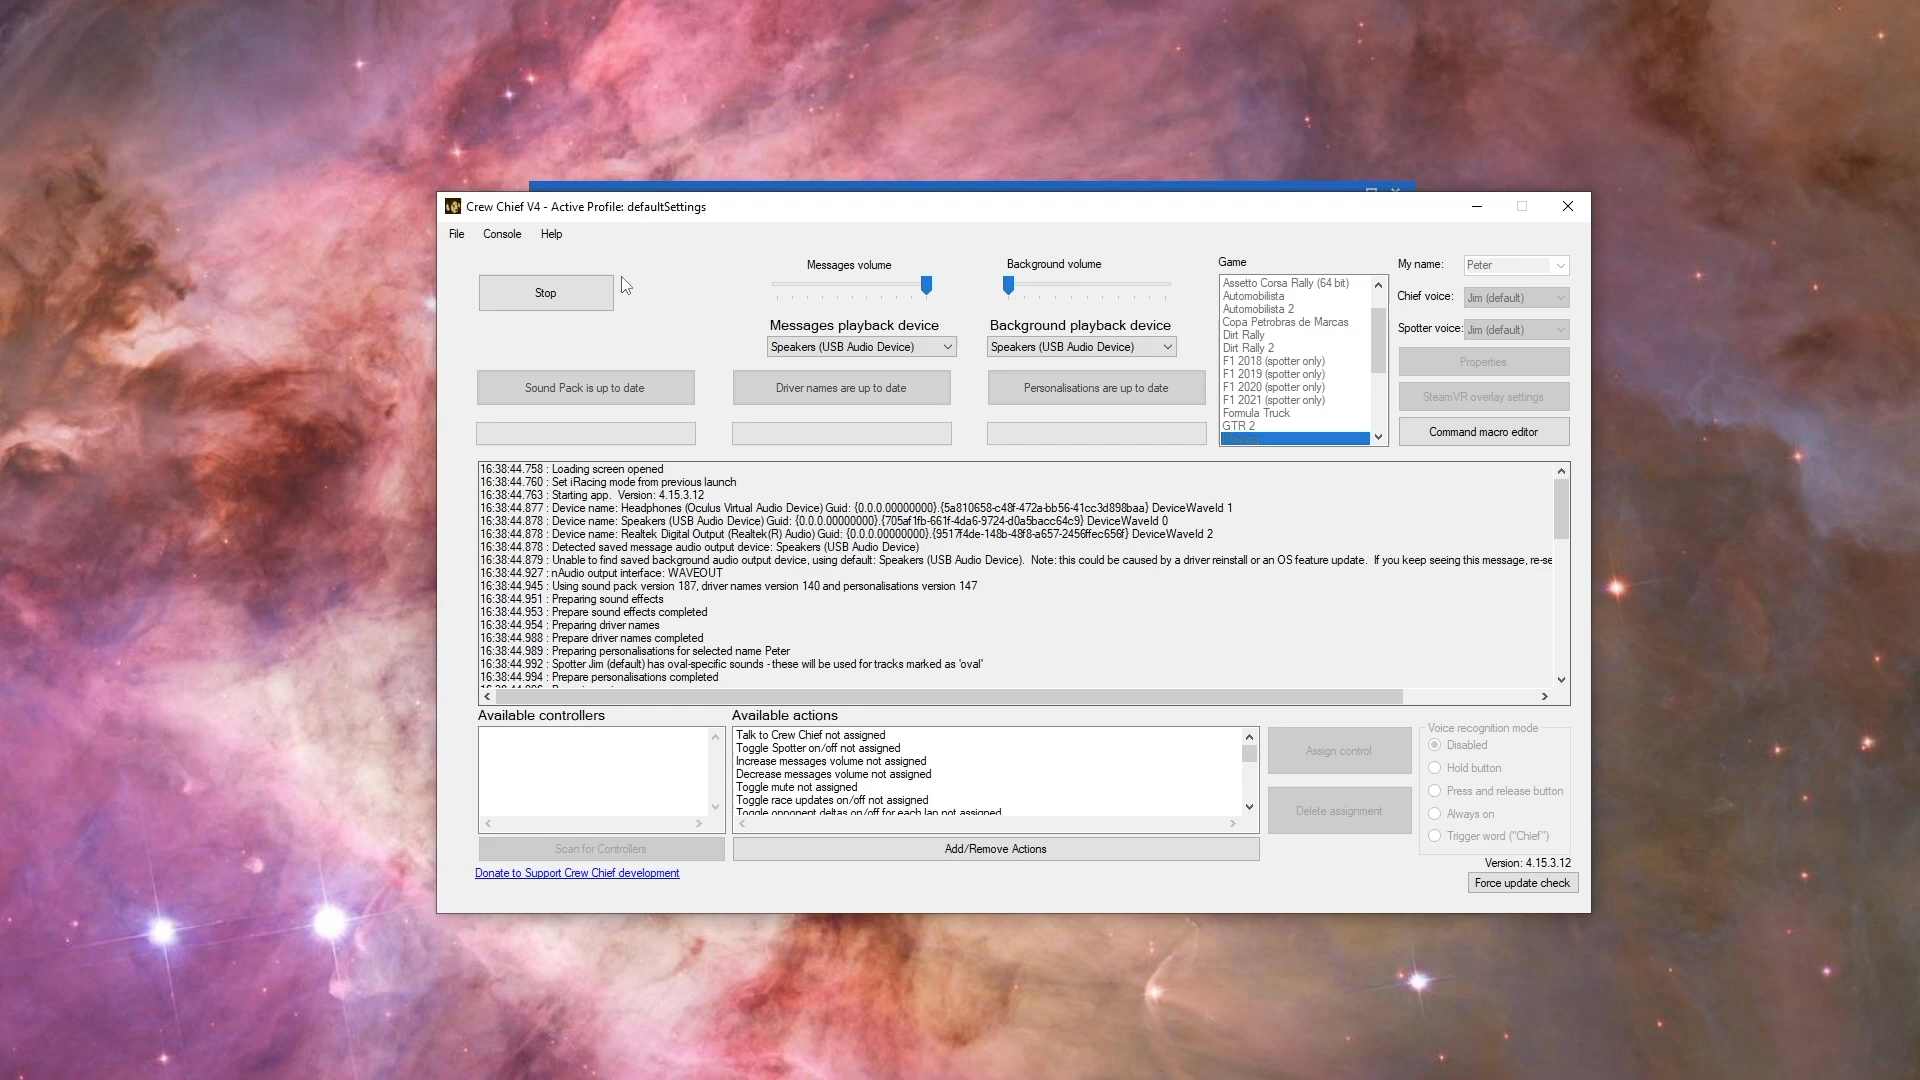 Crew Chief V4 - Active Profile: defaultSettings
File Console Help
Stop
Messages volume
Background volume
Messages playback device
Background playback device
Speakers (USB Audio Device)
Speakers (USB Audio Device)
Sound Pack is up to date
Driver names are up to date
Personalisations are up to date
Game
Assetto Corsa Rally (64 bit)
Automobilista
Automobilista 2
Copa Petrobras de Marcas
Dirt Rally
Dirt Rally 2
F1 2018 (spotter only)
F1 2019 (spotter only)
F1 2020 (spotter only)
F1 2021 (spotter only)
Formula Truck
GTR 2
My name: Peter
Chief voice: Jim (default)
Spotter voice: Jim (default)
Properties
SteamVR overlay settings
Command macro editor
16:38:44.758 : Loading screen opened
16:38:44.760 : Set iRacing mode from previous launch
16:38:44.763 : Starting app. Version: 4.15.3.12
16:38:44.877 : Device name: Headphones (Oculus Virtual Audio Device) Guid: {0.0.0.00000000}.{5a810658-c48f-472a-bb56-41cc3d898baa} DeviceWaveId 1
16:38:44.878 : Device name: Speakers (USB Audio Device) Guid: {0.0.0.00000000}.{705af1fb-661f-4da6-9724-d0a5bacc64c9} DeviceWaveId 0
16:38:44.878 : Device name: Realtek Digital Output (Realtek(R) Audio) Guid: {0.0.0.00000000}.{9517f4de-148b-48f8-a657-2456ffec656f} DeviceWaveId 2
16:38:44.878 : Detected saved message audio output device: Speakers (USB Audio Device)
16:38:44.879 : Unable to find saved background audio output device, using default: Speakers (USB Audio Device). Note: this could be caused by a driver reinstall or an OS feature update. If you keep seeing this message, re-se
16:38:44.927 : nAudio output interface: WAVEOUT
16:38:44.945 : Using sound pack version 187, driver names version 140 and personalisations version 147
16:38:44.951 : Preparing sound effects
16:38:44.953 : Prepare sound effects completed
16:38:44.954 : Preparing driver names
16:38:44.988 : Prepare driver names completed
16:38:44.989 : Preparing personalisations for selected name Peter
16:38:44.992 : Spotter Jim (default) has oval-specific sounds - these will be used for tracks marked as 'oval'
16:38:44.994 : Prepare personalisations completed
Available controllers
Available actions
Talk to Crew Chief not assigned
Toggle Spotter on/off not assigned
Increase messages volume not assigned
Decrease messages volume not assigned
Toggle mute not assigned
Toggle race updates on/off not assigned
Toggle opponent deltas on/off for each lap not assigned
Assign control
Delete assignment
Voice recognition mode
Disabled
Hold button
Press and release button
Always on
Trigger word ("Chief")
Scan for Controllers
Add/Remove Actions
Donate to Support Crew Chief development
Version: 4.15.3.12
Force update check